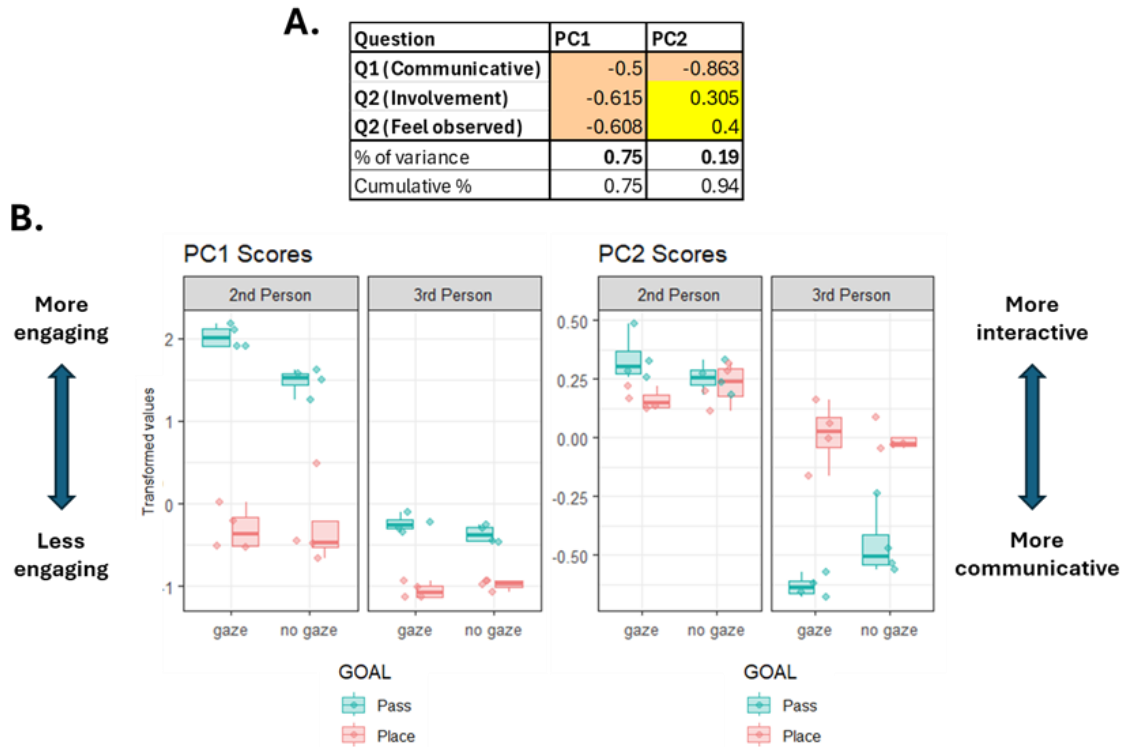 A.
Question PC1 PC2
Q1 (Communicative) -0.5 -0.863
Q2 (Involvement) -0.615 0.305
Q2 (Feel observed) -0.608 0.4
% of variance 0.75 0.19
Cumulative % 0.75 0.94
B.
PC1 Scores
2nd Person 3rd Person
More
engaging
Less
engaging
Transformed values
2
1
0
-1
gaze no gaze gaze no gaze
GOAL
Pass
Place
PC2 Scores
2nd Person 3rd Person
0.50
0.25
0.00
-0.25
-0.50
gaze no gaze gaze no gaze
GOAL
Pass
Place
More
interactive
More
communicative